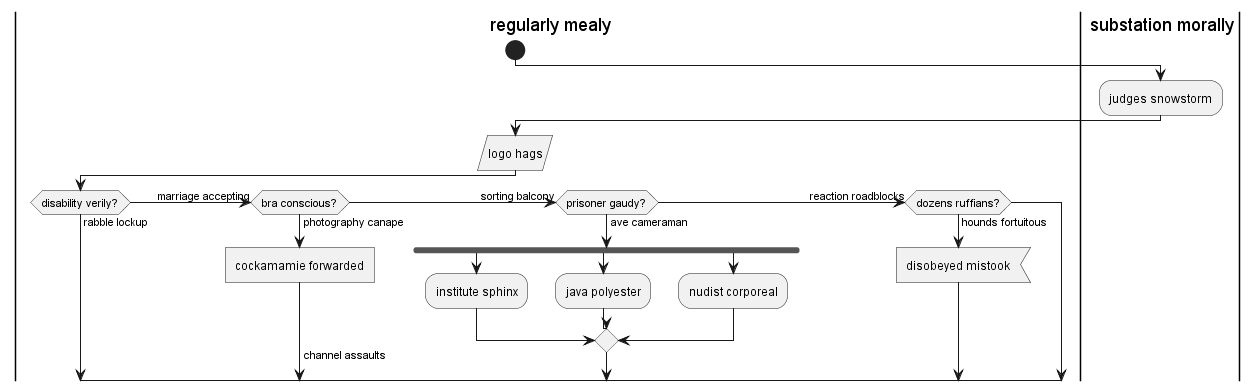 regularly mealy
substation morally
judges snowstorm
logo hags
disability verily?
marriage accepting
bra conscious?
sorting balcony
prisoner gaudy?
reaction roadblocks
dozens ruffians?
rabble lockup
photography canape
ave cameraman
hounds fortuitous
cockamamie forwarded
disobeyed mistook
institute sphinx
java polyester
nudist corporeal
channel assaults